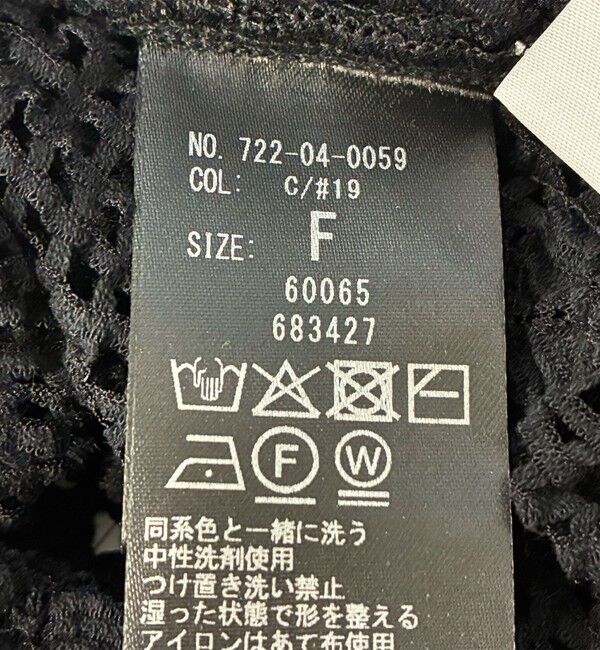 NO. 722-04-0059
COL: C/#19
SIZE: F
60065
683427
F W
同系色と一緒に洗う
中性洗剤使用
つけ置き洗い禁止
湿った状態で形を整える
アイロンはあて布使用